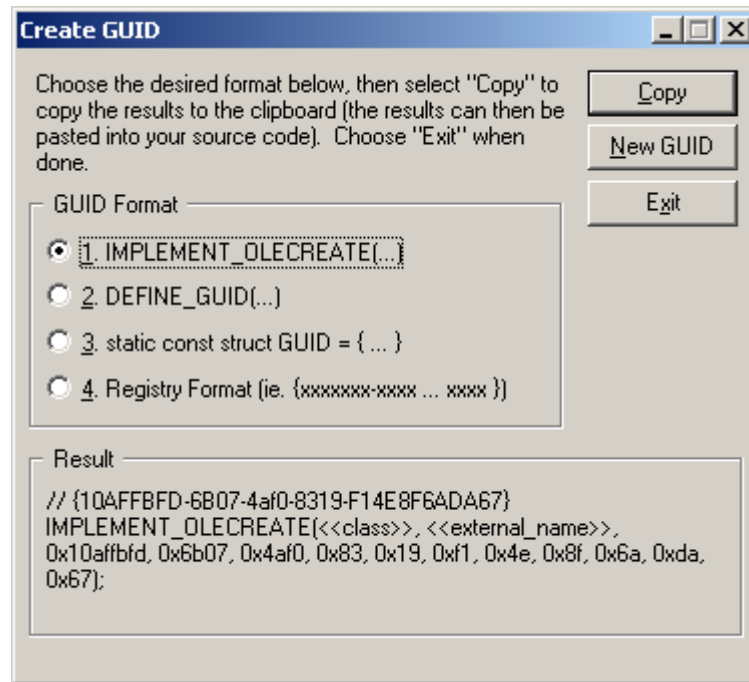 Create GUID
Choose the desired format below, then select "Copy" to
copy the results to the clipboard (the results can then be
pasted into your source code).  Choose "Exit" when
done.
Copy
New GUID
Exit
GUID Format
1. IMPLEMENT_OLECREATE(...)
2. DEFINE_GUID(...)
3. static const struct GUID = { ... }
4. Registry Format (ie. {xxxxxxx-xxxx ... xxxx })
Result
// {10AFFBFD-6B07-4af0-8319-F14E8F6ADA67}
IMPLEMENT_OLECREATE(<<class>>, <<external_name>>,
0x10affbfd, 0x6b07, 0x4af0, 0x83, 0x19, 0xf1, 0x4e, 0x8f, 0x6a, 0xda,
0x67);